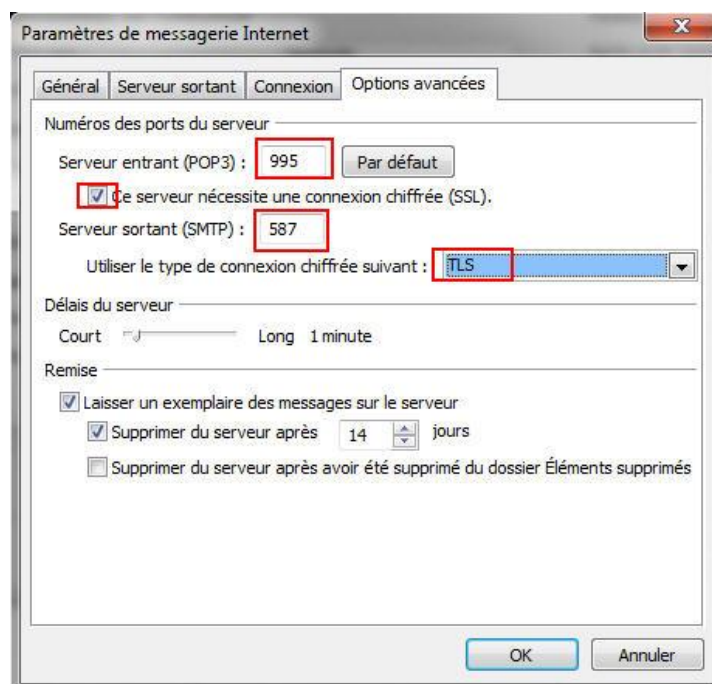 Paramètres de messagerie Internet
Général Serveur sortant Connexion Options avancées
Numéros des ports du serveur
Serveur entrant (POP3) : 995 Par défaut
Ce serveur nécessite une connexion chiffrée (SSL).
Serveur sortant (SMTP) : 587
Utiliser le type de connexion chiffrée suivant : TLS
Délais du serveur
Court Long 1 minute
Remise
Laisser un exemplaire des messages sur le serveur
Supprimer du serveur après 14 jours
Supprimer du serveur après avoir été supprimé du dossier Éléments supprimés
OK Annuler